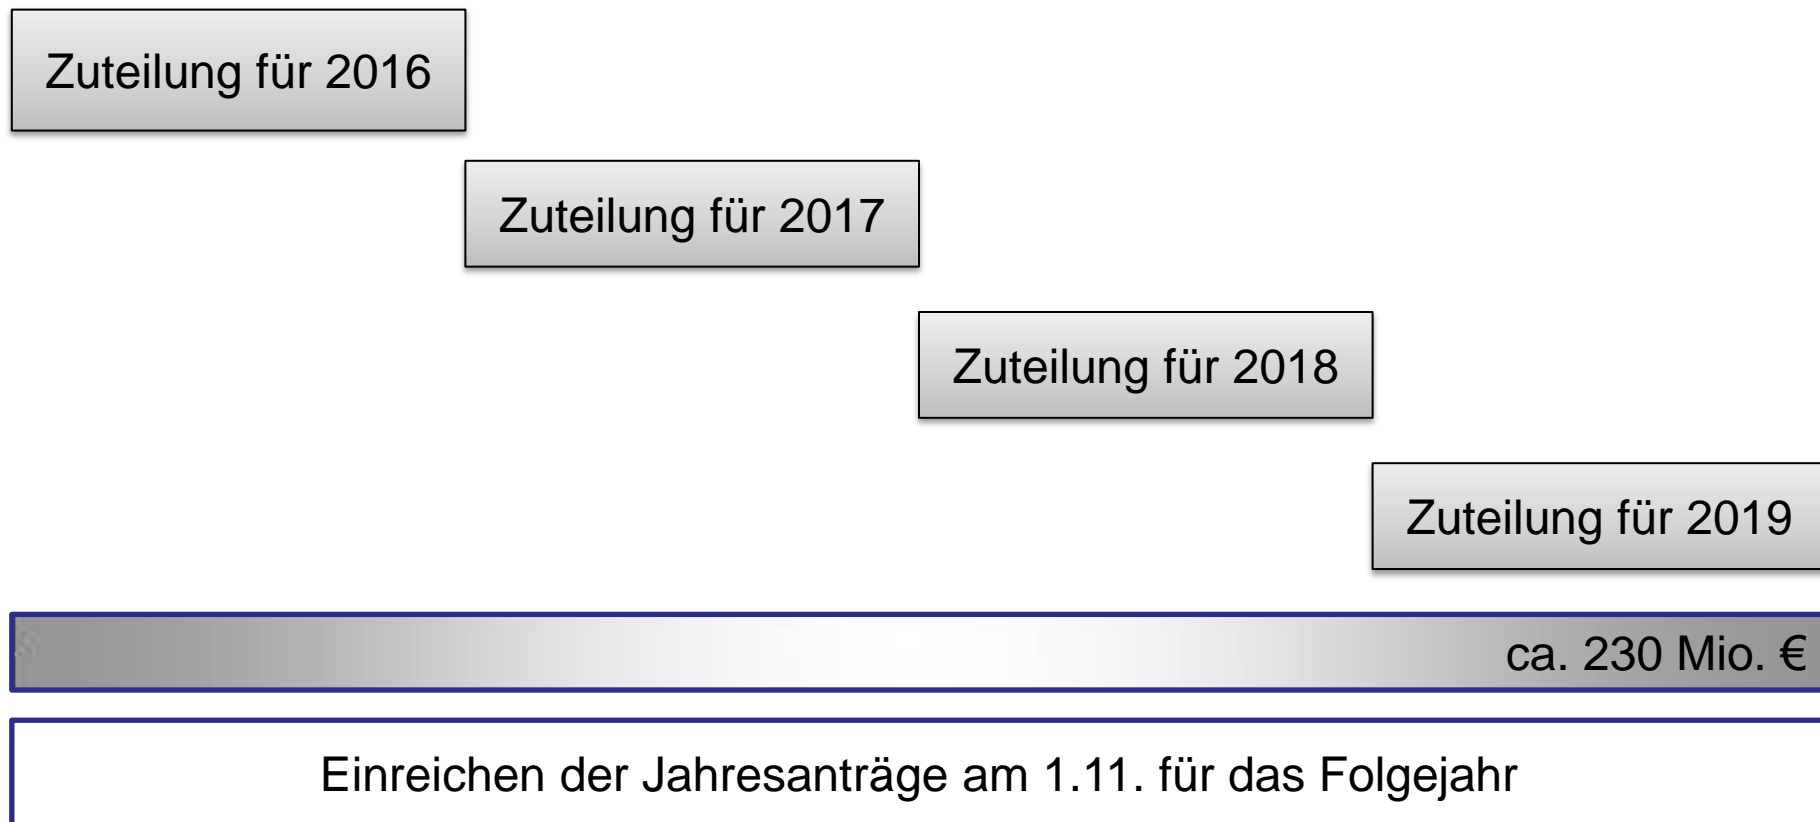 Zuteilung für 2016
Zuteilung für 2017
Zuteilung für 2018
Zuteilung für 2019
ca. 230 Mio. €
Einreichen der Jahresanträge am 1.11. für das Folgejahr